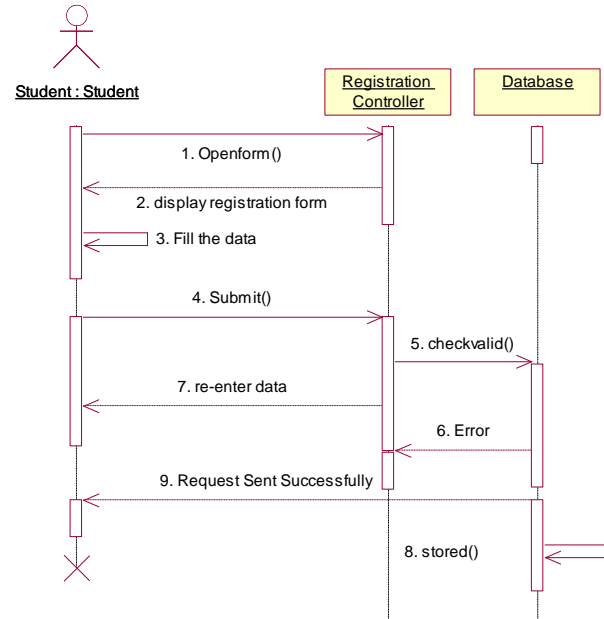 Student : Student
Registration
Controller
Database
1. Openform()
2. display registration form
3. Fill the data
4. Submit()
5. checkvalid()
7. re-enter data
6. Error
9. Request Sent Successfully
8. stored()